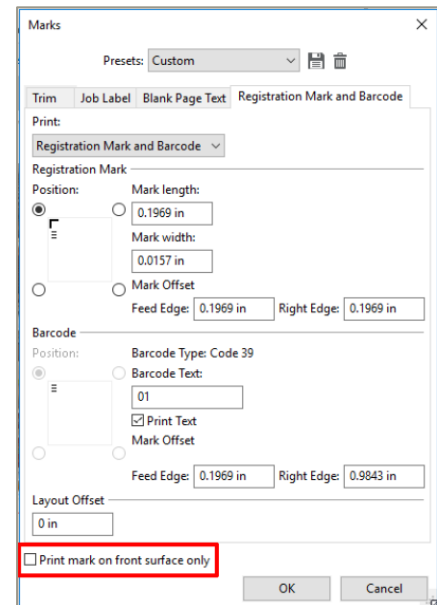 Marks
Presets: Custom
Trim Job Label Blank Page Text Registration Mark and Barcode
Print:
Registration Mark and Barcode
Registration Mark
Position: Mark length:
0.1969 in
Mark width:
0.0157 in
Mark Offset
Feed Edge: 0.1969 in Right Edge: 0.1969 in
Barcode
Position: Barcode Type: Code 39
Barcode Text:
01
Print Text
Mark Offset
Feed Edge: 0.1969 in Right Edge: 0.9843 in
Layout Offset
0 in
Print mark on front surface only
OK Cancel